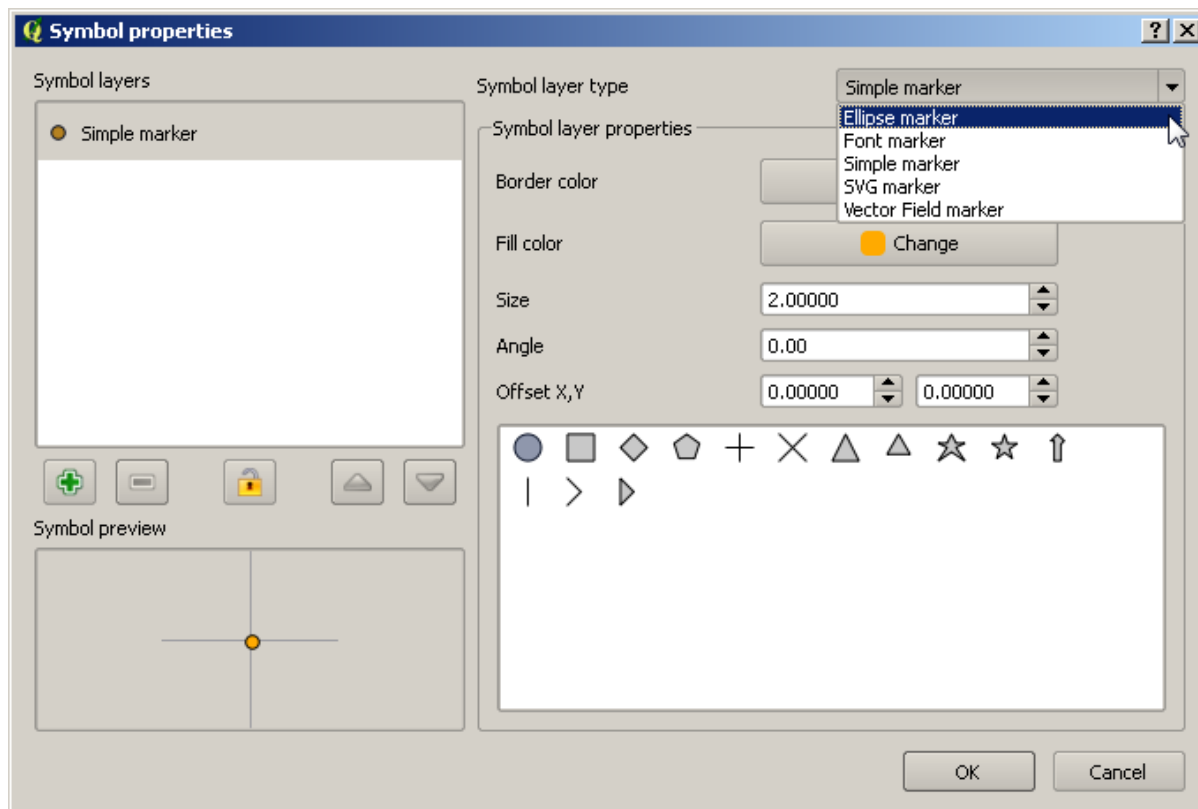 Symbol properties
Symbol layers
Simple marker
Symbol preview
Symbol layer type
Simple marker
Ellipse marker
Font marker
Simple marker
SVG marker
Vector Field marker
Symbol layer properties
Border color
Fill color
Change
Size
2.00000
Angle
0.00
Offset X,Y
0.00000
0.00000
OK
Cancel